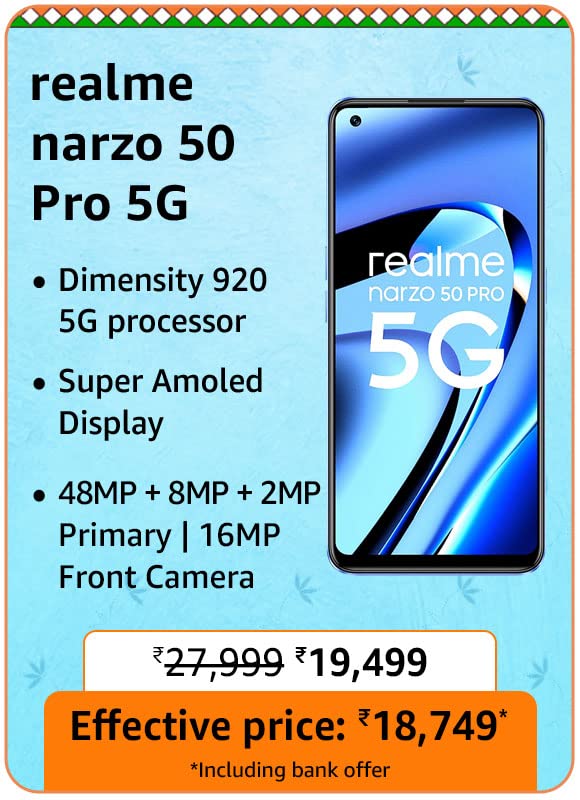 realme
narzo 50
Pro 5G
• Dimensity 920
5G processor
• Super Amoled
Display
• 48MP + 8MP + 2MP
Primary | 16MP
Front Camera
realme
narzo 50 PRO
5G
₹27,999 ₹19,499
Effective price: ₹18,749*
*Including bank offer